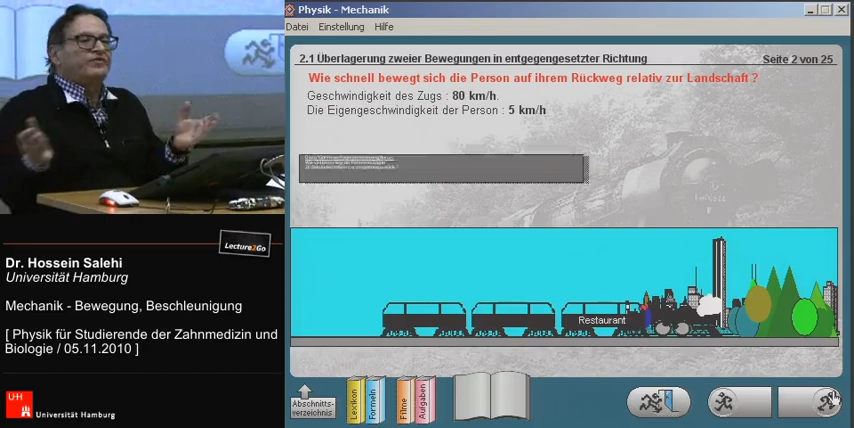 Physik - Mechanik
Datei Einstellung Hilfe
2.1 Überlagerung zweier Bewegungen in entgegengesetzter Richtung
Seite 2 von 25
Wie schnell bewegt sich die Person auf ihrem Rückweg relativ zur Landschaft ?
Geschwindigkeit des Zugs : 80 km/h.
Die Eigengeschwindigkeit der Person : 5 km/h
Restaurant
Abschnitts-
verzeichnis
Lexikon
Formeln
Filme
Aufgaben
Lecture2Go
Dr. Hossein Salehi
Universität Hamburg
Mechanik - Bewegung, Beschleunigung
[ Physik für Studierende der Zahnmedizin und
Biologie / 05.11.2010 ]
UHH
Universität Hamburg